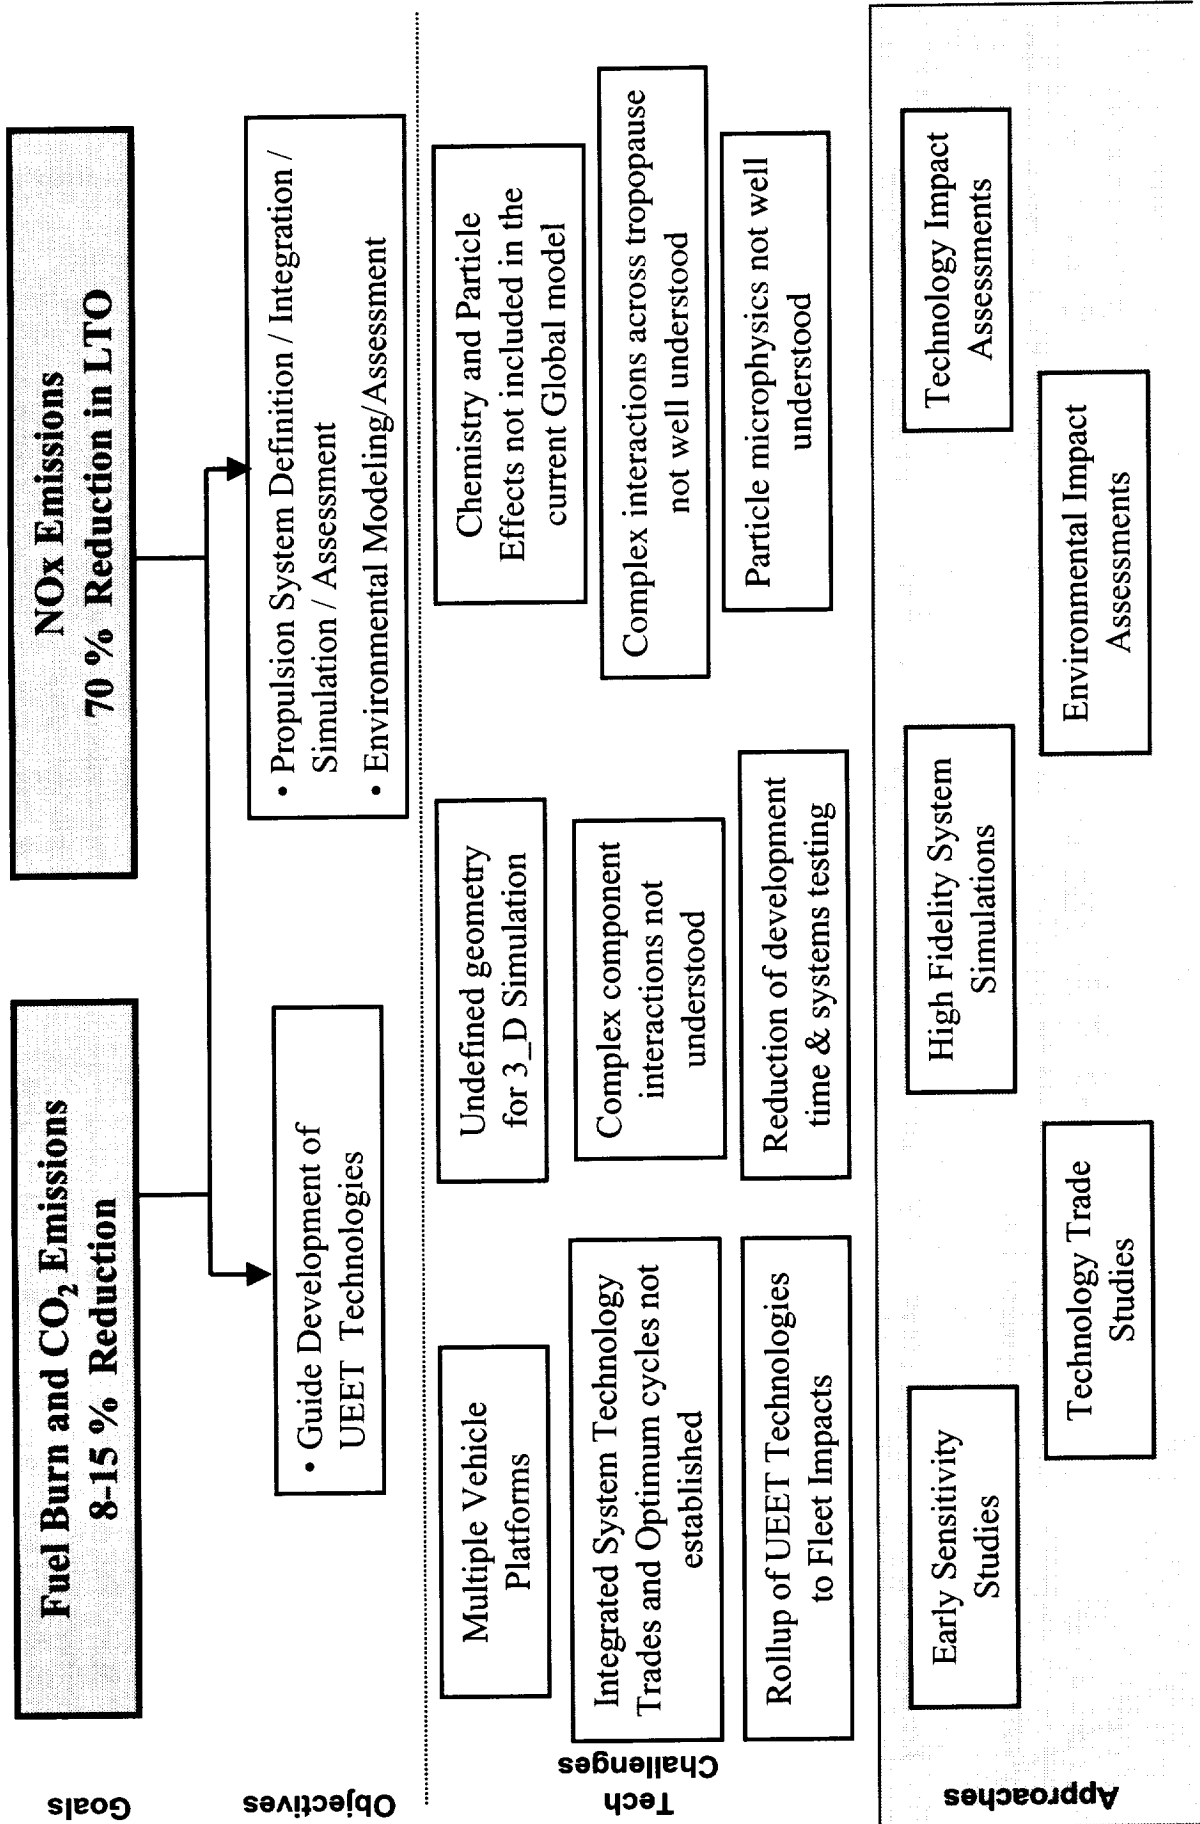 Goals
Fuel Burn and CO₂ Emissions
8-15 % Reduction
NOx Emissions
70 % Reduction in LTO
Objectives
• Guide Development of
UEET Technologies
• Propulsion System Definition / Integration /
Simulation / Assessment
• Environmental Modeling/Assessment
Tech
Challenges
Multiple Vehicle
Platforms
Integrated System Technology
Trades and Optimum cycles not
established
Rollup of UEET Technologies
to Fleet Impacts
Undefined geometry
for 3_D Simulation
Complex component
interactions not
understood
Reduction of development
time & systems testing
Chemistry and Particle
Effects not included in the
current Global model
Complex interactions across tropopause
not well understood
Particle microphysics not well
understood
Approaches
Early Sensitivity
Studies
Technology Trade
Studies
High Fidelity System
Simulations
Environmental Impact
Assessments
Technology Impact
Assessments